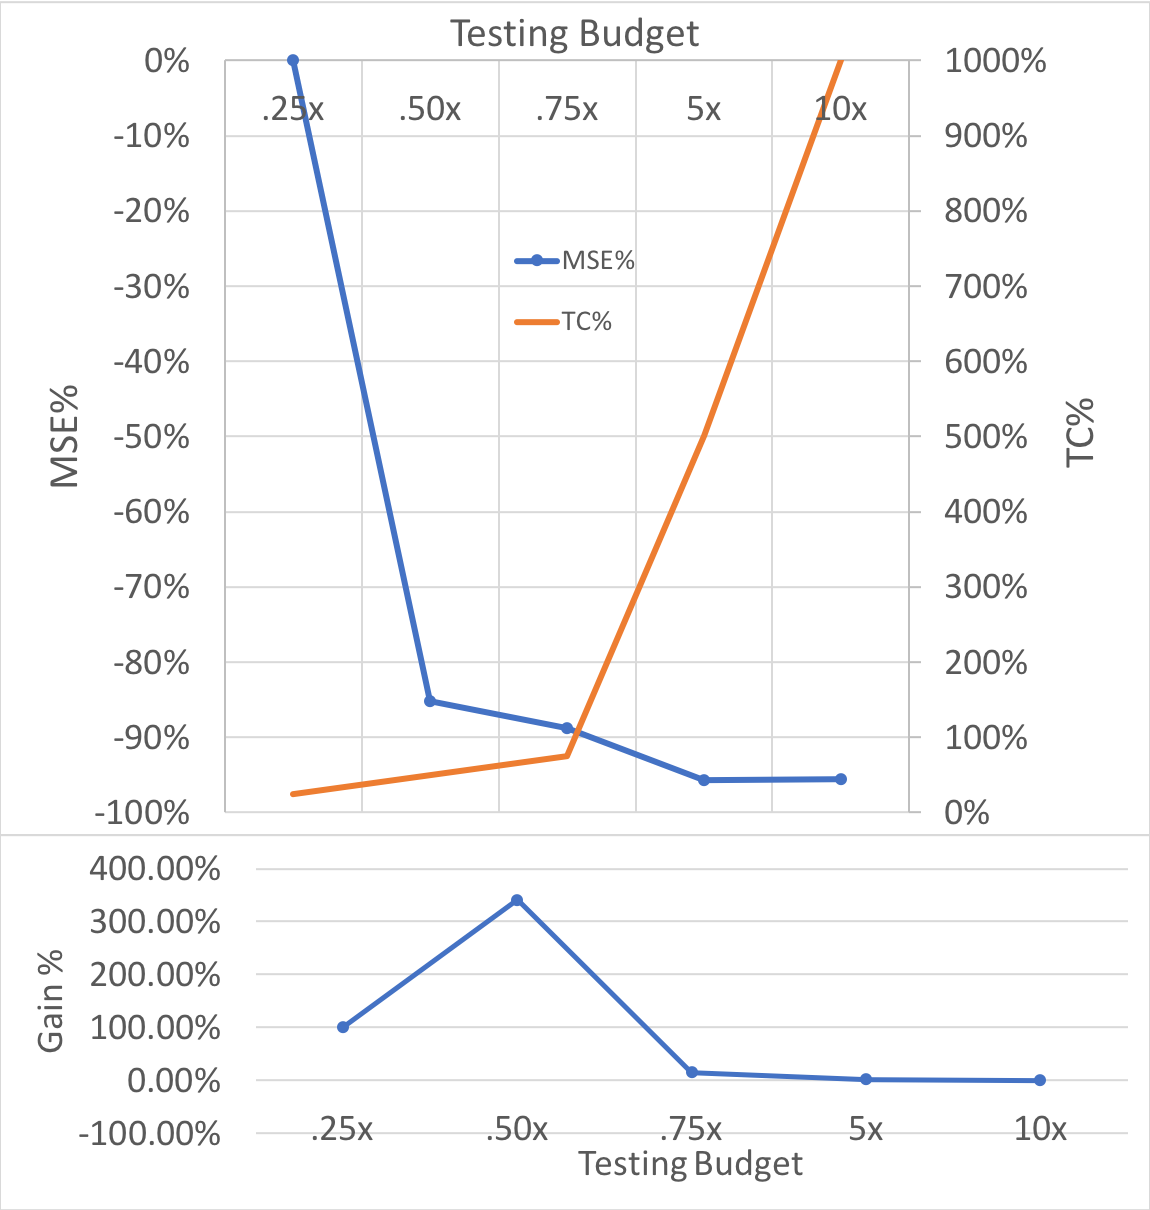 Testing Budget
0% 1000%
.25x .50x .75x 5x 10x
-10% 900%
-20% 800%
MSE%
-30% 700%
TC%
-40% 600%
MSE% TC%
-50% 500%
-60% 400%
-70% 300%
-80% 200%
-90% 100%
-100% 0%
400.00%
300.00%
200.00%
Gain %
100.00%
0.00%
-100.00% .25x .50x .75x 5x 10x
Testing Budget